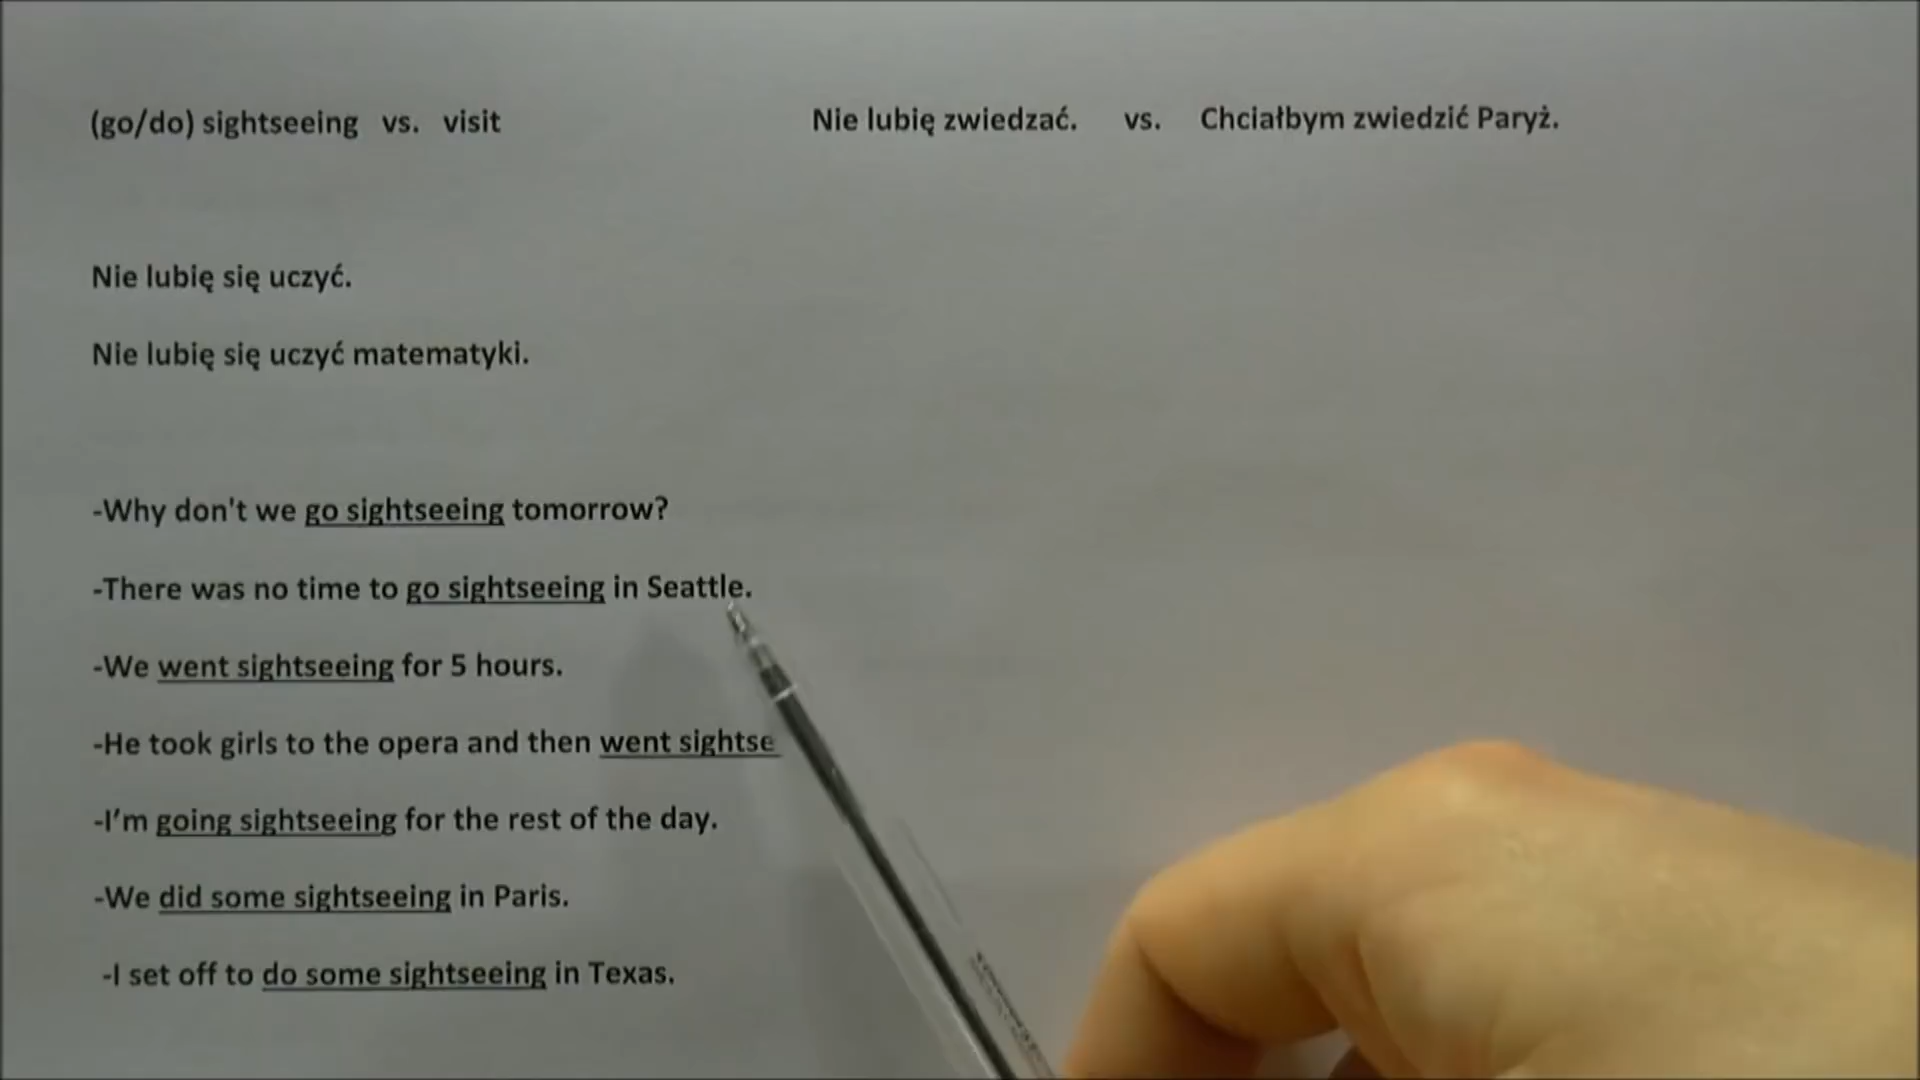 (go/do) sightseeing vs. visit Nie lubię zwiedzać. vs. Chciałbym zwiedzić Paryż.
Nie lubię się uczyć.
Nie lubię się uczyć matematyki.
-Why don't we go sightseeing tomorrow?
-There was no time to go sightseeing in Seattle.
-We went sightseeing for 5 hours.
-He took girls to the opera and then went
-I’m going sightseeing for the rest of the day.
-We did some sightseeing in Paris.
-I set off to do some sightseeing in Texas.